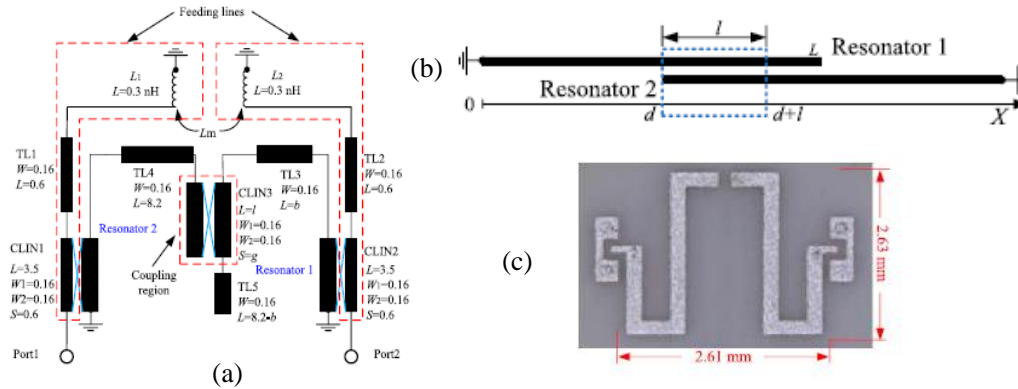 Feeding lines
L1
L=0.3 nH
L2
L=0.3 nH
Lm
TL1
W=0.16
L=0.6
TL4
W=0.16
L=8.2
TL3
W=0.16
L=b
TL2
W=0.16
L=0.6
CLIN3
L=l
W1=0.16
W2=0.16
S=g
Resonator 2
Resonator 1
Coupling
region
CLIN1
L=3.5
W1=0.16
W2=0.16
S=0.6
TL5
W=0.16
L=8.2-b
CLIN2
L=3.5
W1=0.16
W2=0.16
S=0.6
Port1
Port2
(a)
(b)
l
L
Resonator 1
Resonator 2
0
d
d+l
X
(c)
2.63 mm
2.61 mm